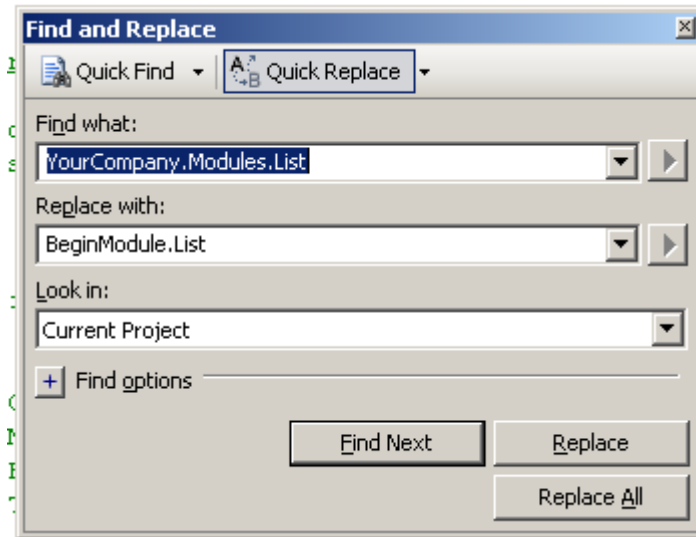 Find and Replace
Quick Find Quick Replace
Find what:
YourCompany.Modules.List
Replace with:
BeginModule.List
Look in:
Current Project
Find options
Find Next Replace
Replace All